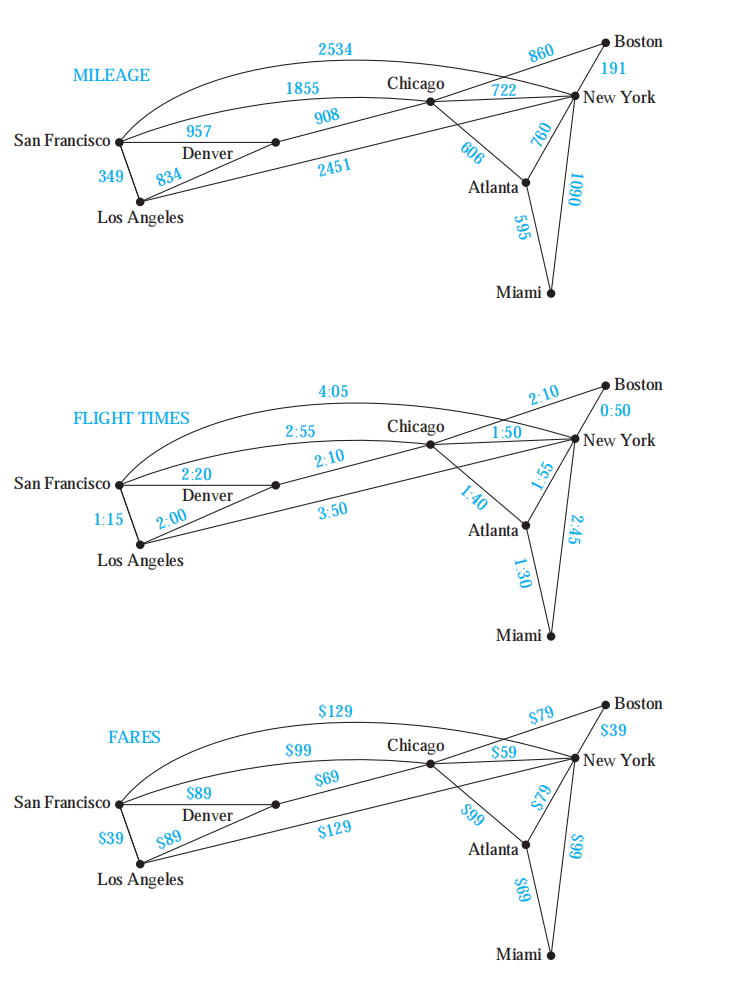 2534
860
Boston
MILEAGE
191
1855
Chicago
722
New York
908
957
San Francisco
760
Denver
606
2451
349
834
Atlanta
1090
Los Angeles
595
Miami
4:05
2:10
Boston
FLIGHT TIMES
0:50
2:55
Chicago
1:50
New York
2:10
2:20
San Francisco
1:55
Denver
1:40
3:50
1:15
2:00
Atlanta
2:45
Los Angeles
1:30
Miami
$129
$79
Boston
FARES
$39
$99
Chicago
$59
New York
$69
$89
San Francisco
$79
Denver
$99
$129
$39
$89
Atlanta
$99
Los Angeles
$69
Miami